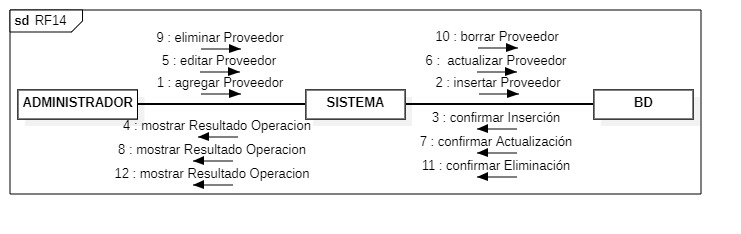 sd RF14
9 : eliminar Proveedor
10 : borrar Proveedor
5 : editar Proveedor
6 :  actualizar Proveedor
1 : agregar Proveedor
2 : insertar Proveedor
ADMINISTRADOR
SISTEMA
BD
3 : confirmar Inserción
4 : mostrar Resultado Operacion
7 : confirmar Actualización
8 : mostrar Resultado Operacion
11 : confirmar Eliminación
12 : mostrar Resultado Operacion